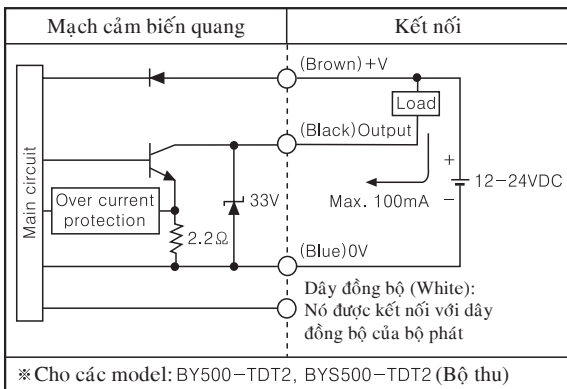 Mạch cảm biến quang
Kết nối
(Brown)+V
Load
(Black)Output
Main circuit
Over current
protection
33V
2.2Ω
Max. 100mA
+
12−24VDC
−
(Blue)0V
Dây đồng bộ (White):
Nó được kết nối với dây
đồng bộ của bộ phát
※Cho các model: BY500−TDT2, BYS500−TDT2 (Bộ thu)